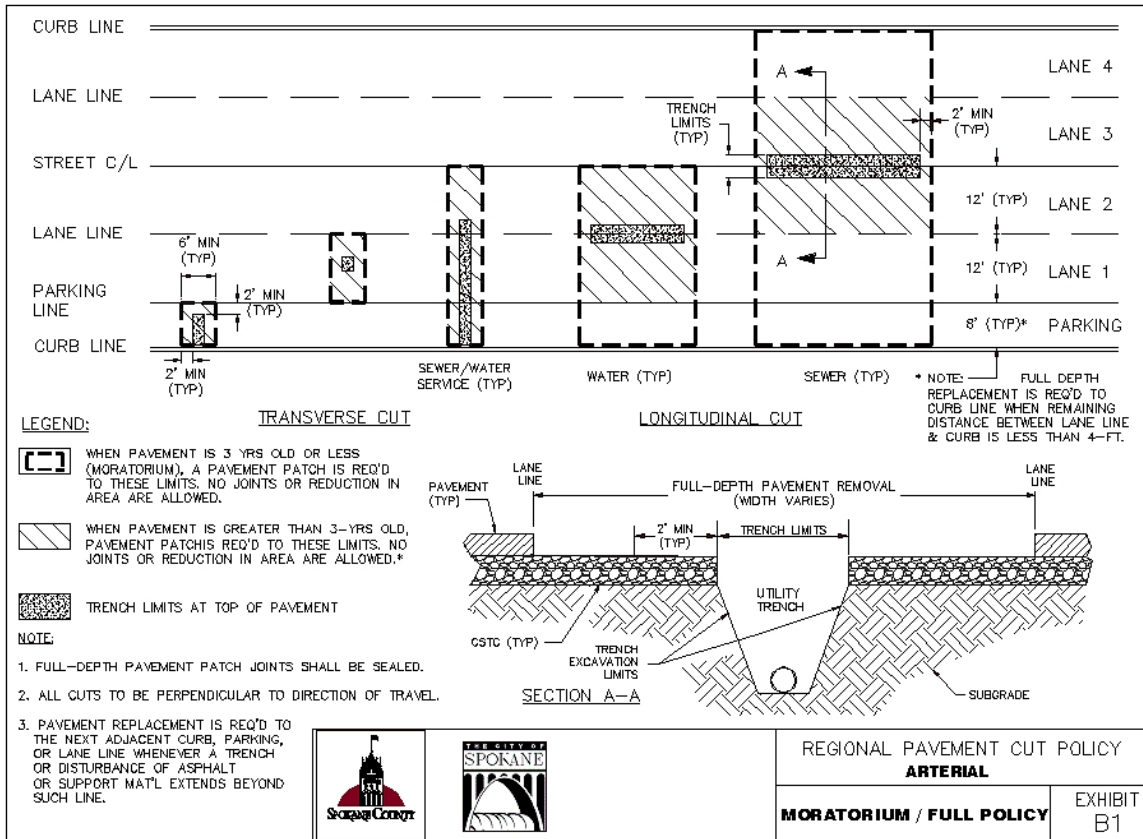 CURB LINE
LANE LINE
STREET C/L
LANE LINE
PARKING
LINE
CURB LINE
6' MIN
(TYP)
2' MIN
(TYP)
2' MIN
(TYP)
TRENCH
LIMITS
(TYP)
A
A
2' MIN
(TYP)
12' (TYP)
12' (TYP)
8' (TYP)*
LANE 4
LANE 3
LANE 2
LANE 1
PARKING
SEWER/WATER
SERVICE (TYP)
WATER (TYP)
SEWER (TYP)
TRANSVERSE CUT
LONGITUDINAL CUT
* NOTE: FULL DEPTH
REPLACEMENT IS REQ'D TO
CURB LINE WHEN REMAINING
DISTANCE BETWEEN LANE LINE
& CURB IS LESS THAN 4-FT.
LEGEND:
WHEN PAVEMENT IS 3 YRS OLD OR LESS
(MORATORIUM), A PAVEMENT PATCH IS REQ'D
TO THESE LIMITS. NO JOINTS OR REDUCTION IN
AREA ARE ALLOWED.
WHEN PAVEMENT IS GREATER THAN 3-YRS OLD,
PAVEMENT PATCHIS REQ'D TO THESE LIMITS. NO
JOINTS OR REDUCTION IN AREA ARE ALLOWED.*
TRENCH LIMITS AT TOP OF PAVEMENT
NOTE:
1. FULL-DEPTH PAVEMENT PATCH JOINTS SHALL BE SEALED.
2. ALL CUTS TO BE PERPENDICULAR TO DIRECTION OF TRAVEL.
3. PAVEMENT REPLACEMENT IS REQ'D TO
THE NEXT ADJACENT CURB, PARKING,
OR LANE LINE WHENEVER A TRENCH
OR DISTURBANCE OF ASPHALT
OR SUPPORT MAT'L EXTENDS BEYOND
SUCH LINE.
LANE
LINE
LANE
LINE
PAVEMENT
(TYP)
FULL-DEPTH PAVEMENT REMOVAL
(WIDTH VARIES)
2' MIN
(TYP)
TRENCH LIMITS
UTILITY
TRENCH
CSTC (TYP)
TRENCH
EXCAVATION
LIMITS
SUBGRADE
SECTION A-A
SPOKANE COUNTY
THE CITY OF
SPOKANE
REGIONAL PAVEMENT CUT POLICY
ARTERIAL
MORATORIUM / FULL POLICY
EXHIBIT
B1